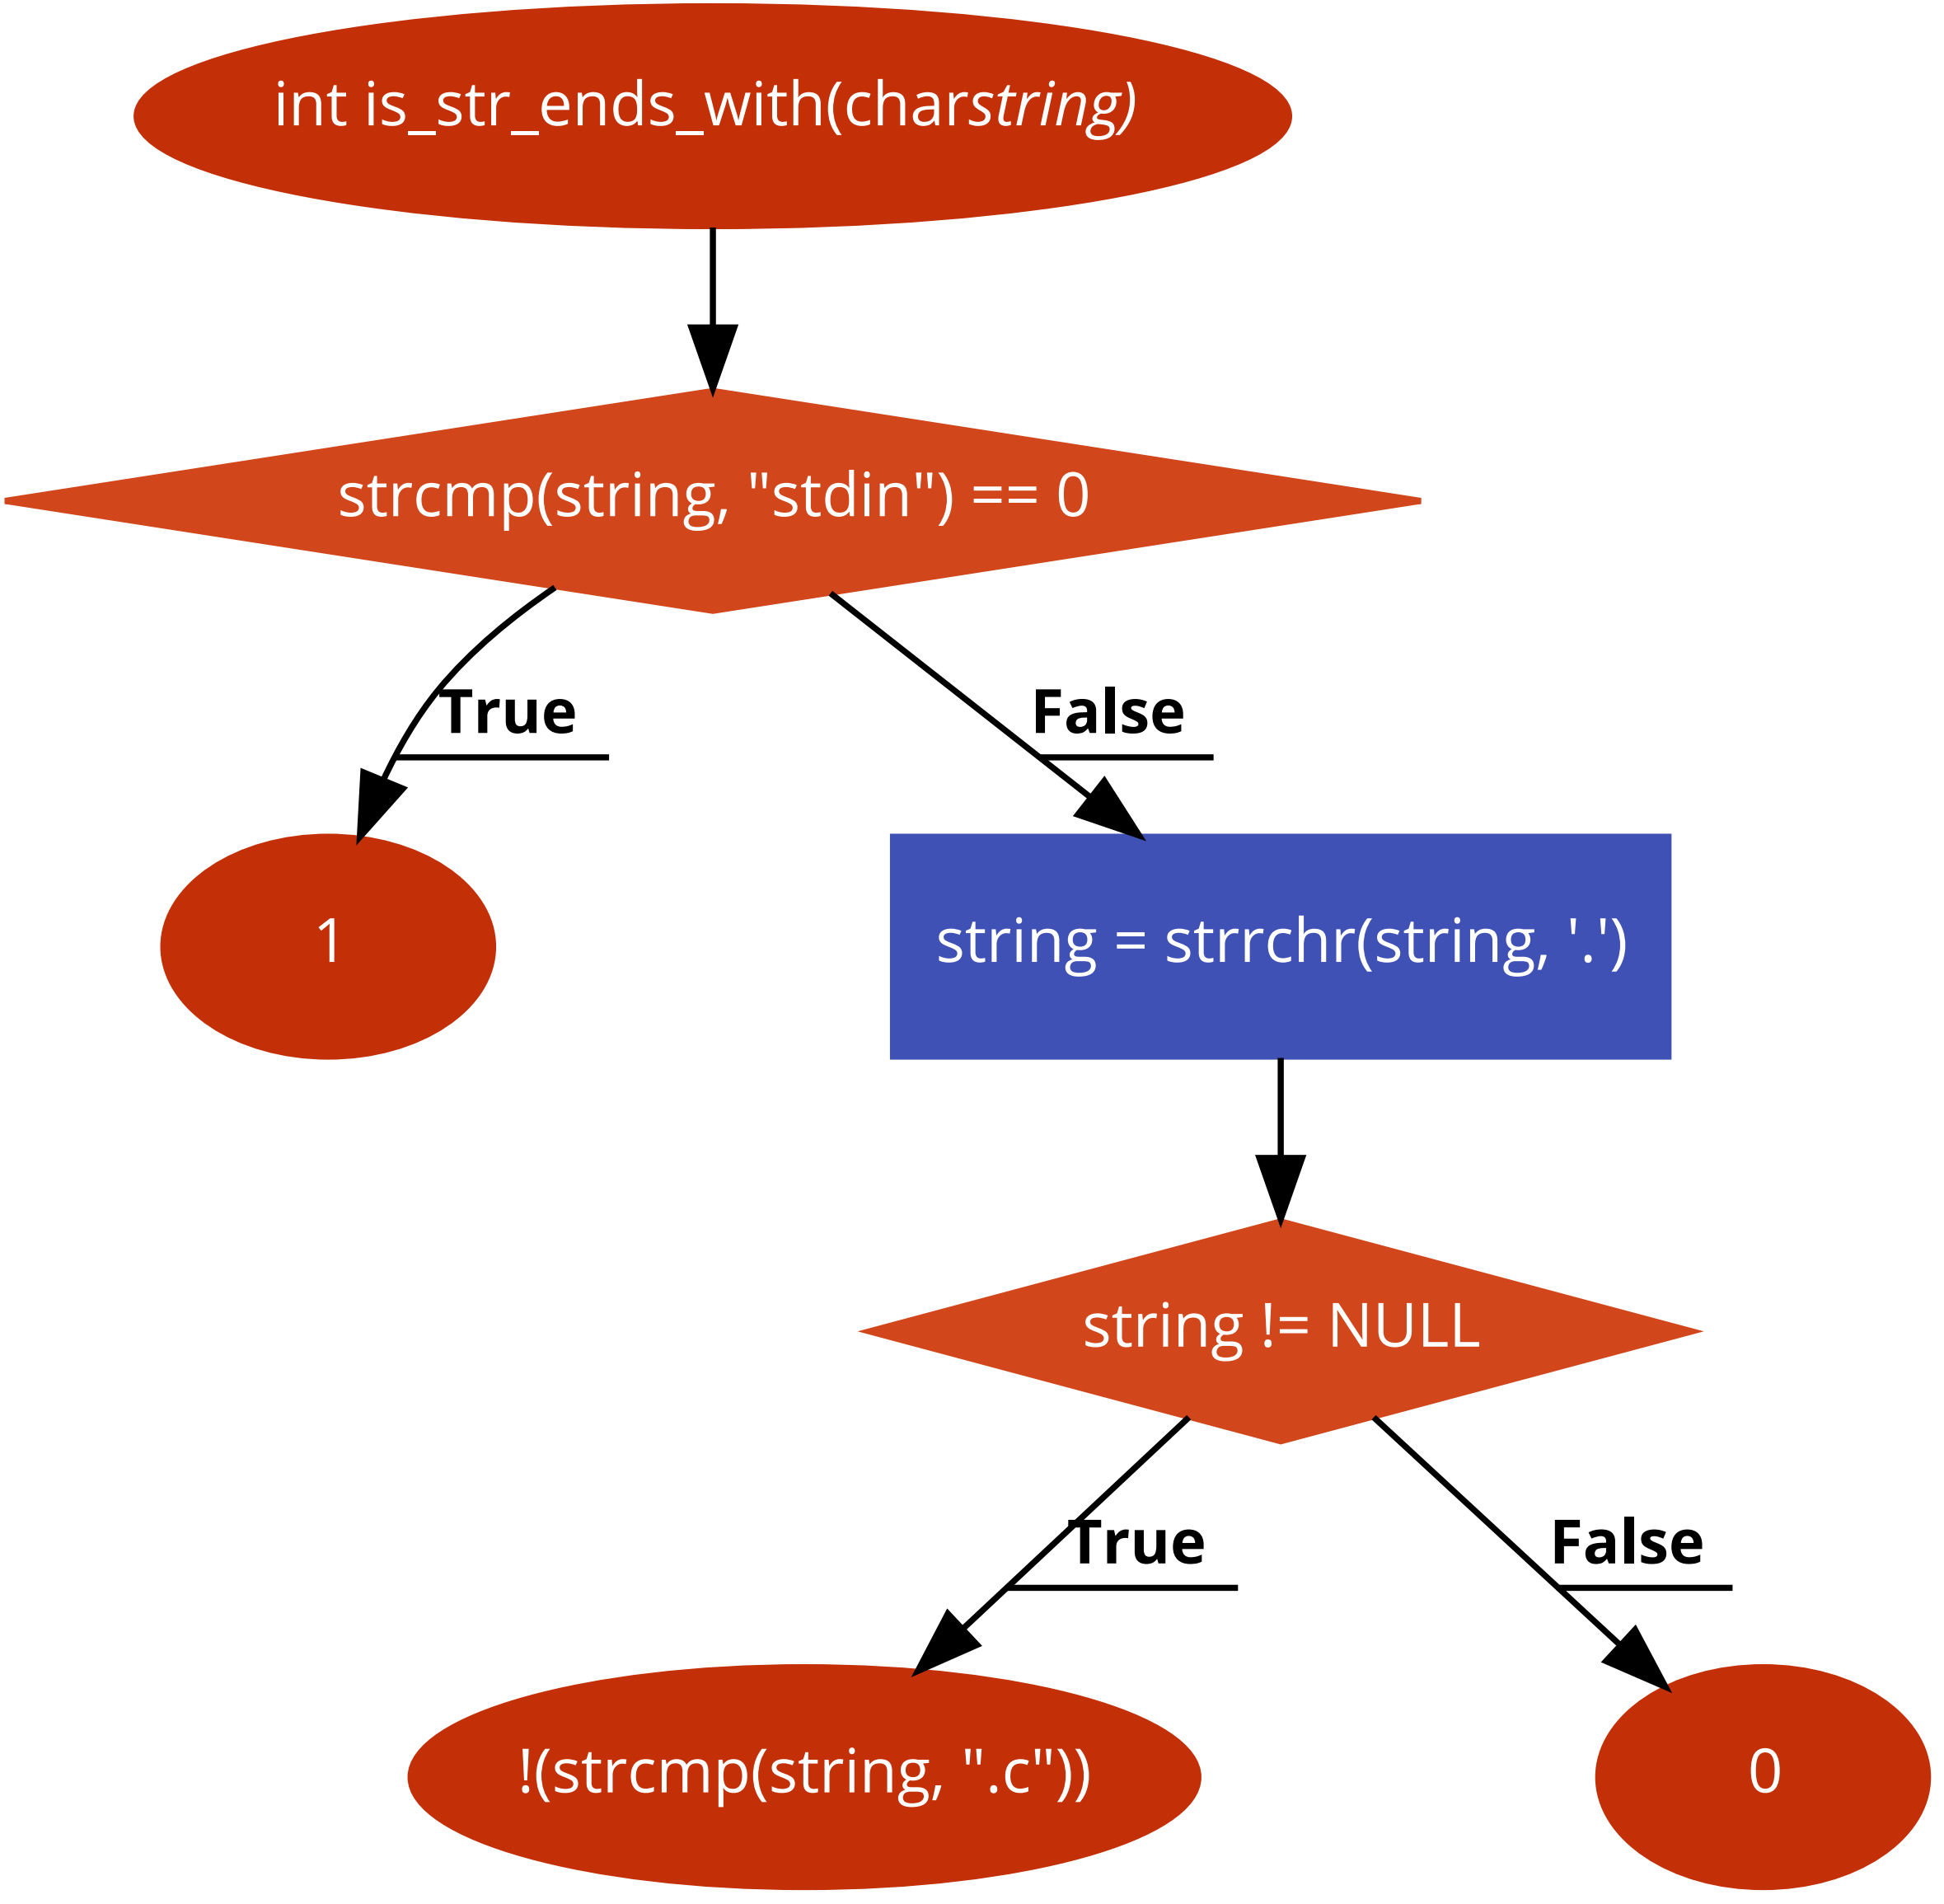 int is_str_ends_with(charstring)
strcmp(string, "stdin") == 0
True
False
1
string = strrchr(string, '.')
string != NULL
True
False
!(strcmp(string, ".c"))
0